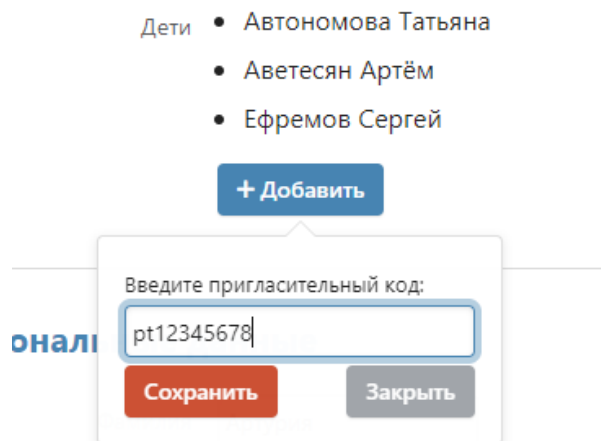 Дети • Автономова Татьяна
• Аветесян Артём
• Ефремов Сергей
+ Добавить
Введите пригласительный код:
pt12345678
Сохранить Закрыть